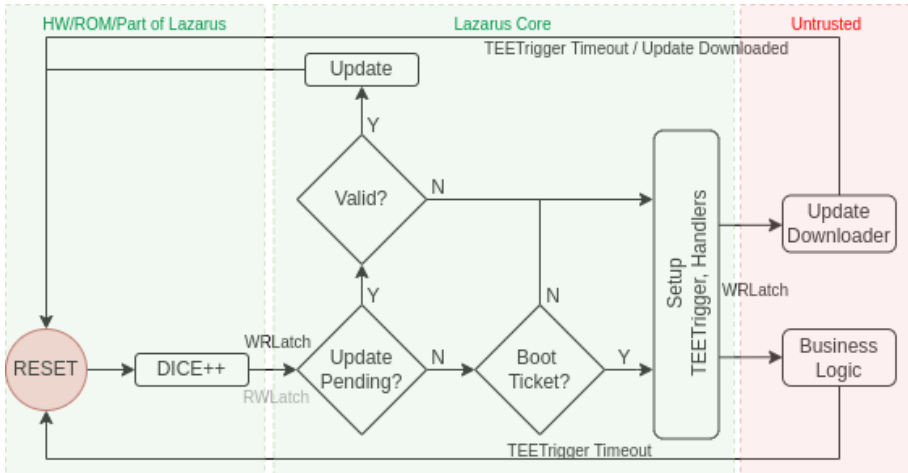 HW/ROM/Part of Lazarus
Lazarus Core
Untrusted
TEETrigger Timeout / Update Downloaded
Update
Y
Valid?
N
Setup
TEETrigger, Handlers
Update
Downloader
Y
N
WRLatch
RESET
DICE++
WRLatch
RWLatch
Update
Pending?
N
Boot
Ticket?
Y
Business
Logic
TEETrigger Timeout